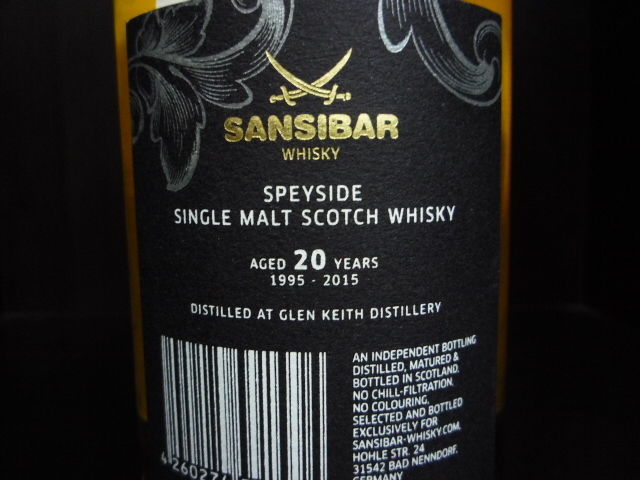 SANSIBAR
WHISKY
SPEYSIDE
SINGLE MALT SCOTCH WHISKY
AGED 20 YEARS
1995 - 2015
DISTILLED AT GLEN KEITH DISTILLERY
AN INDEPENDENT BOTTLING
DISTILLED, MATURED &
BOTTLED IN SCOTLAND.
NO CHILL-FILTRATION.
NO COLOURING,
SELECTED AND BOTTLED
EXCLUSIVELY FOR
SANSIBAR-WHISKY.COM.
HOHLE STR. 24
31542 BAD NENNDORF.
GERMANY